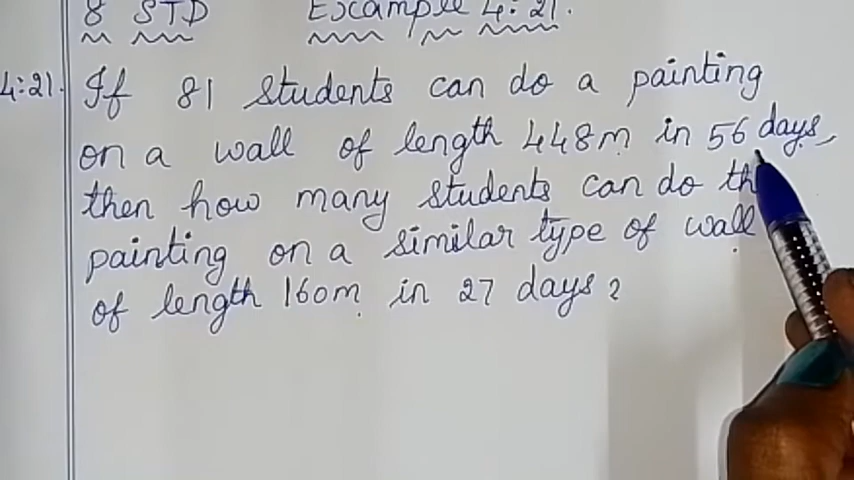 8 STD Example 4:21.
4:21. If 81 students can do a painting
on a wall of length 448m in 56 days,
then how many students can do
painting on a similar type of wall
of length 160m in 27 days?